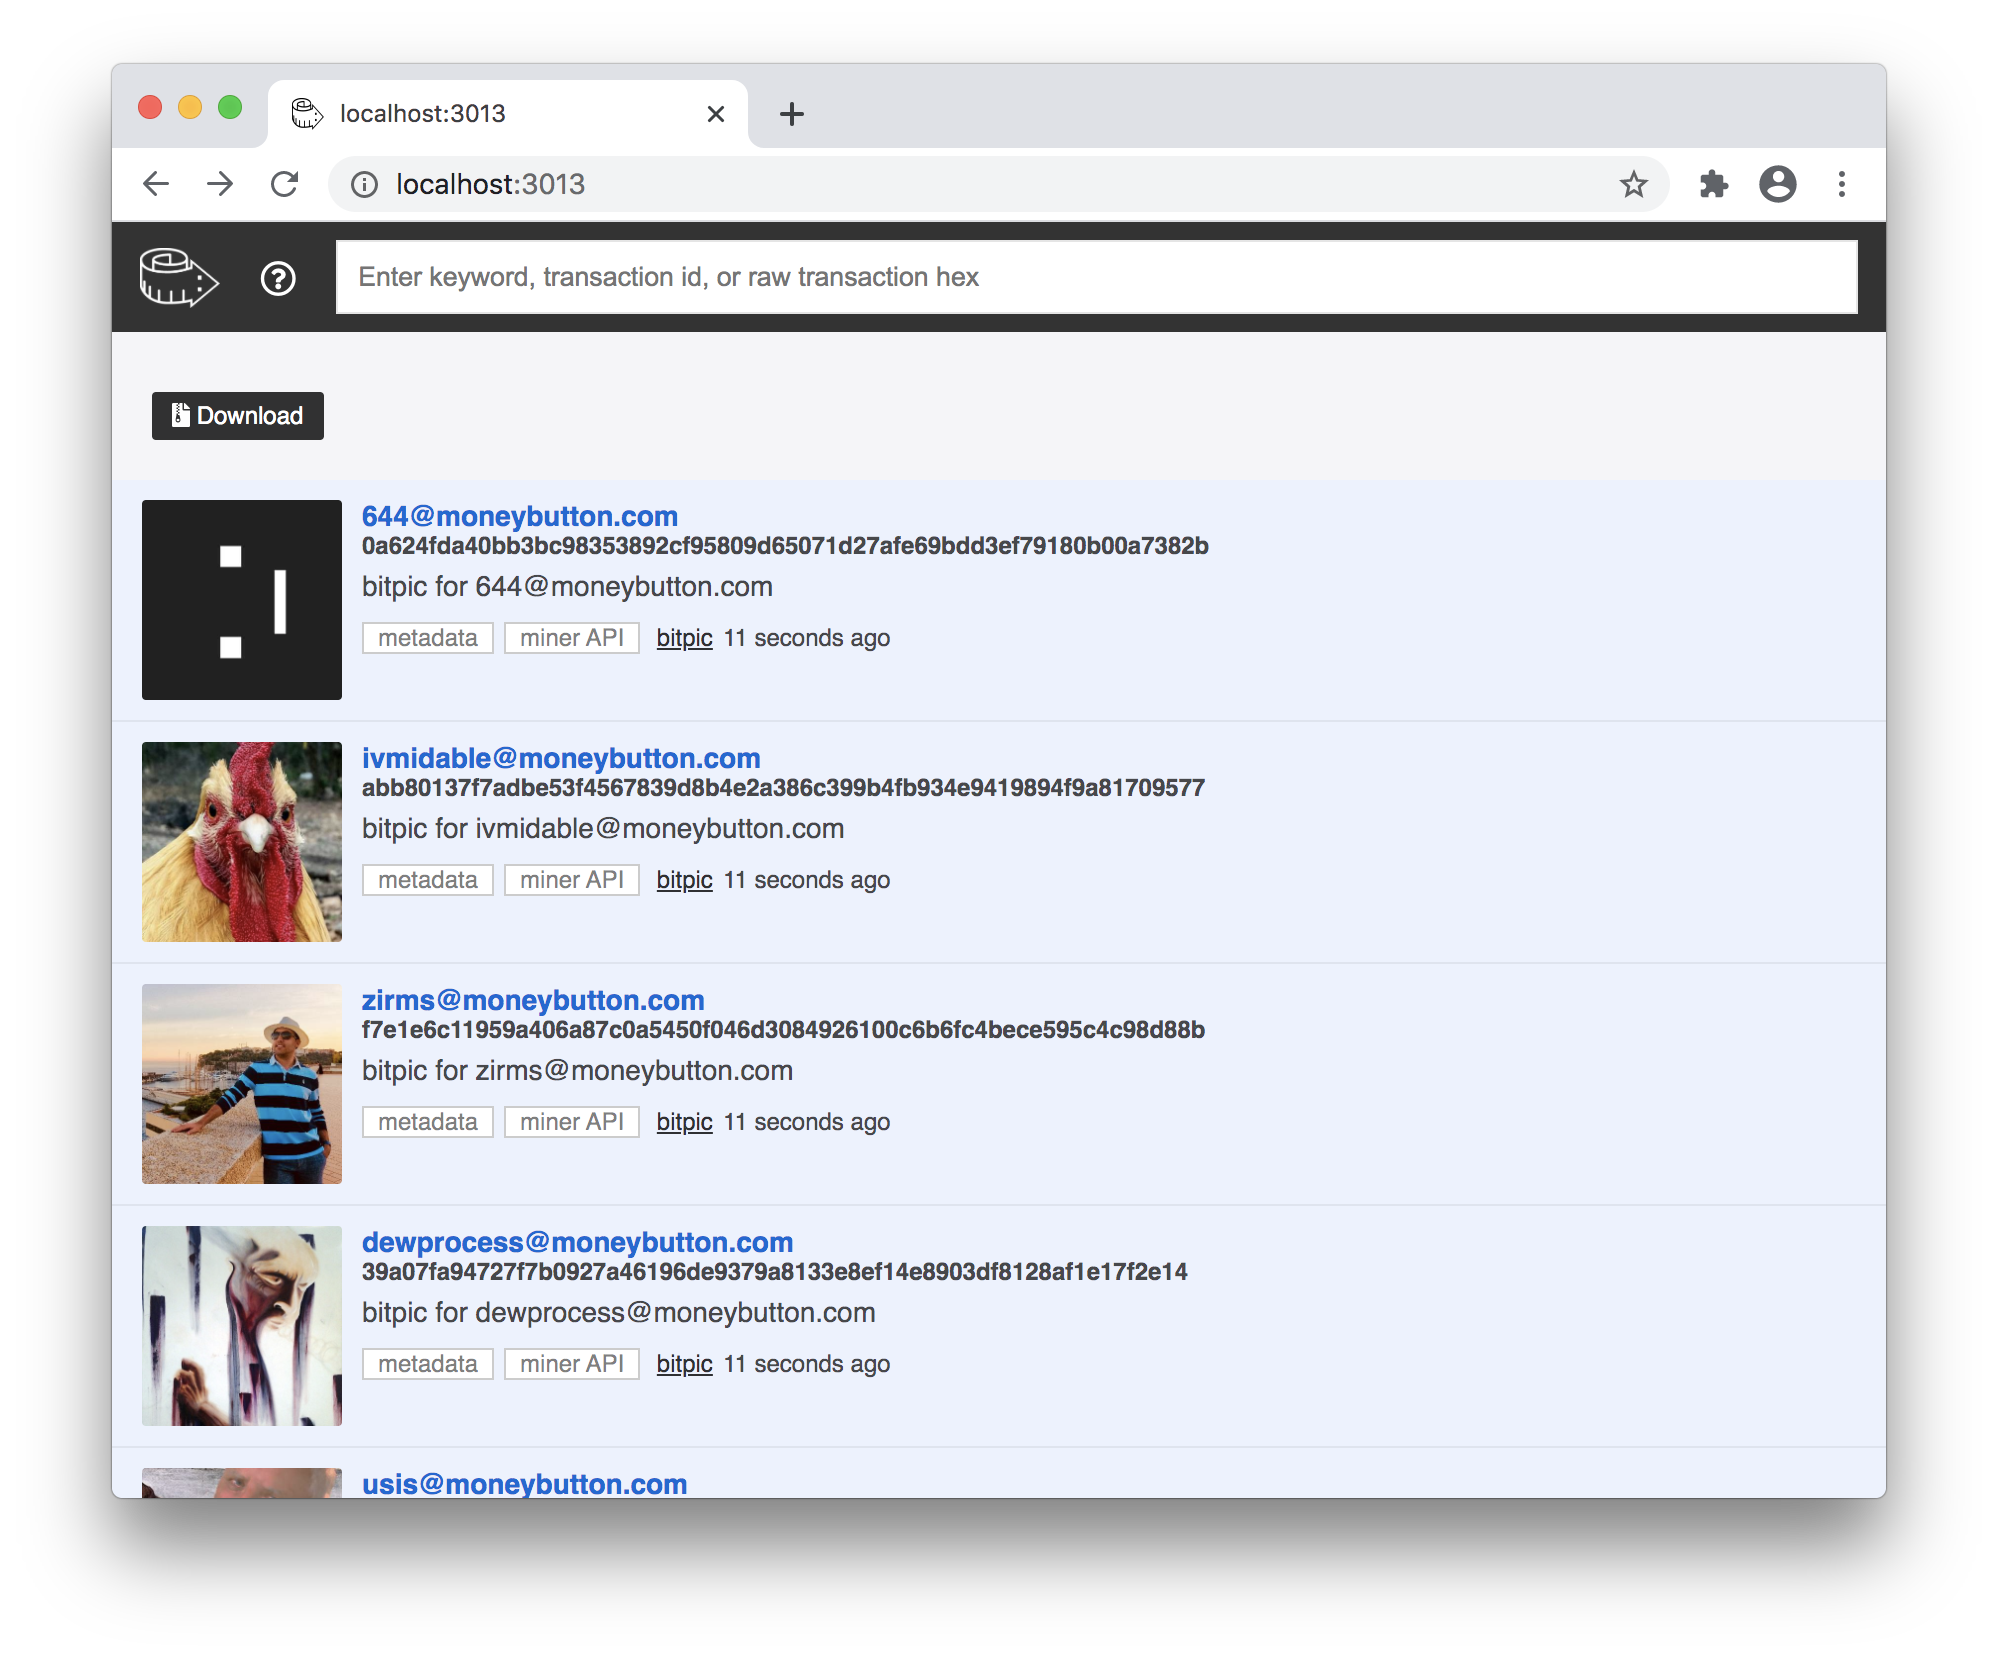 localhost:3013
localhost:3013
Enter keyword, transaction id, or raw transaction hex
Download
644@moneybutton.com
0a624fda40bb3bc98353892cf95809d65071d27afe69bdd3ef79180b00a7382b
bitpic for 644@moneybutton.com
metadata miner API bitpic 11 seconds ago
ivmidable@moneybutton.com
abb80137f7adbe53f4567839d8b4e2a386c399b4fb934e9419894f9a81709577
bitpic for ivmidable@moneybutton.com
metadata miner API bitpic 11 seconds ago
zirms@moneybutton.com
f7e1e6c11959a406a87c0a5450f046d3084926100c6b6fc4bece595c4c98d88b
bitpic for zirms@moneybutton.com
metadata miner API bitpic 11 seconds ago
dewprocess@moneybutton.com
39a07fa94727f7b0927a46196de9379a8133e8ef14e8903df8128af1e17f2e14
bitpic for dewprocess@moneybutton.com
metadata miner API bitpic 11 seconds ago
usis@moneybutton.com